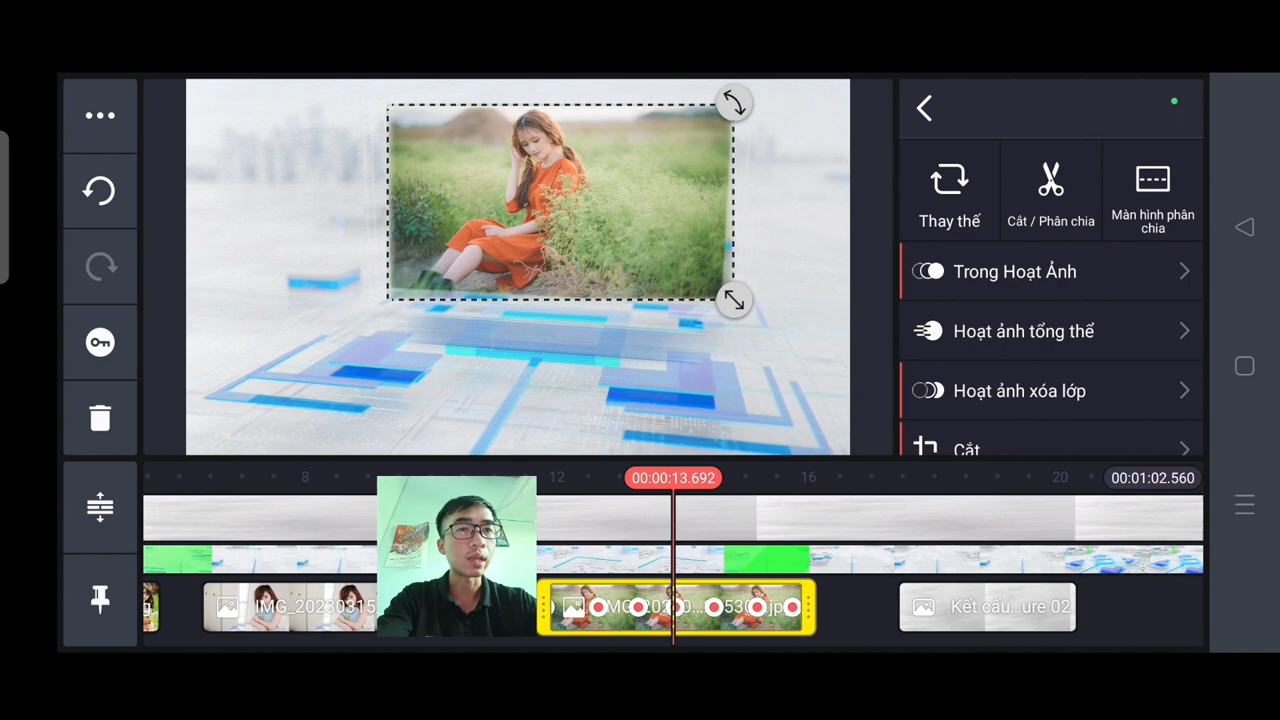 Thay thế
Cắt / Phân chia
Màn hình phân
chia
Trong Hoạt Ảnh
Hoạt ảnh tổng thể
Hoạt ảnh xóa lớp
Cắt
8
12
00:00:13.692
16
20
00:01:02.560
IMG_20230315
Kết cấu...ure 02